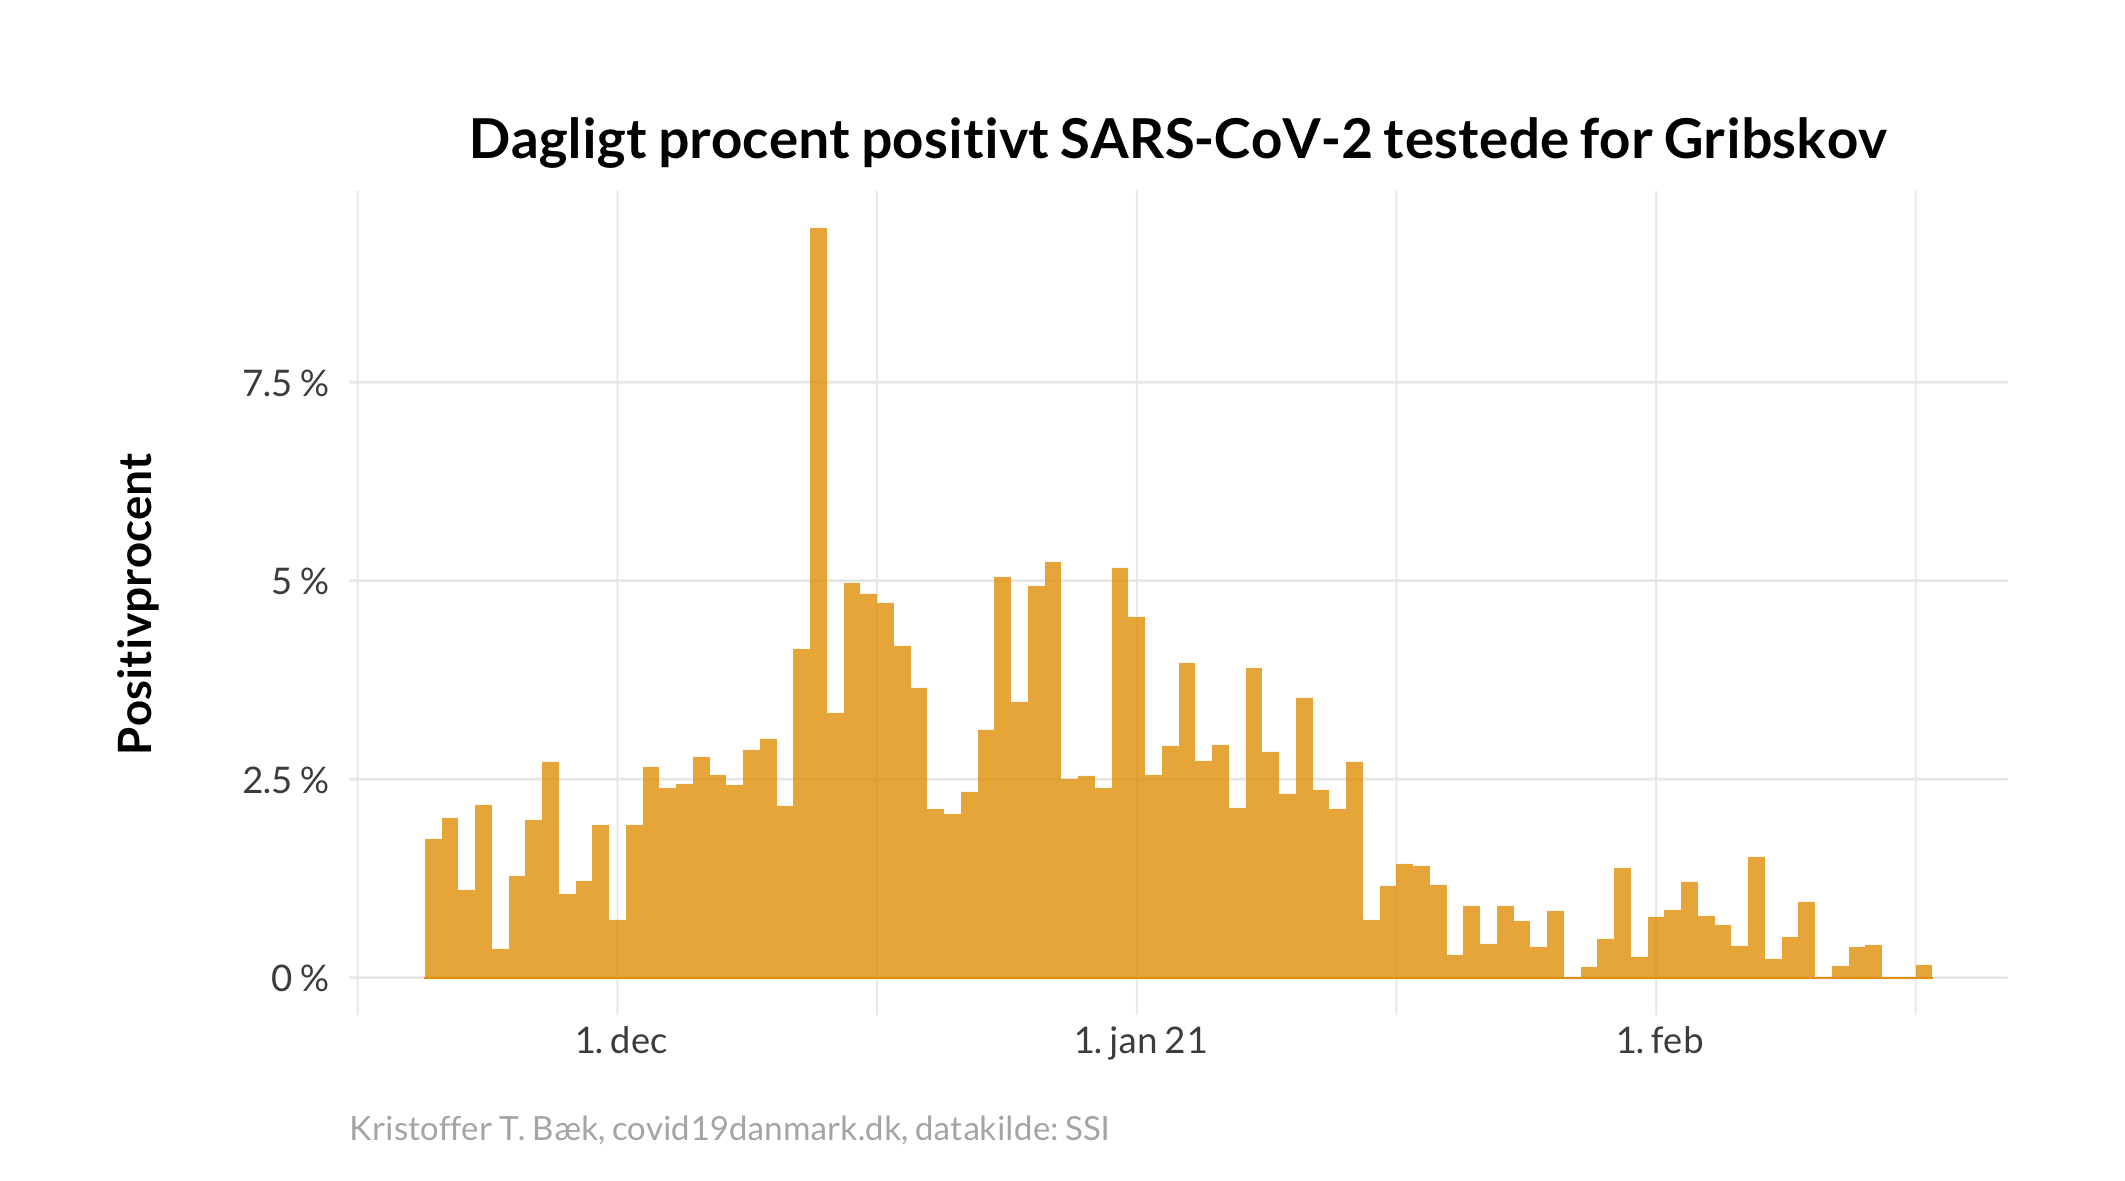 Dagligt procent positivt SARS-CoV-2 testede for Gribskov
Positivprocent
7.5 %
5 %
2.5 %
0 %
1. dec
1. jan 21
1. feb
Kristoffer T. Bæk, covid19danmark.dk, datakilde: SSI